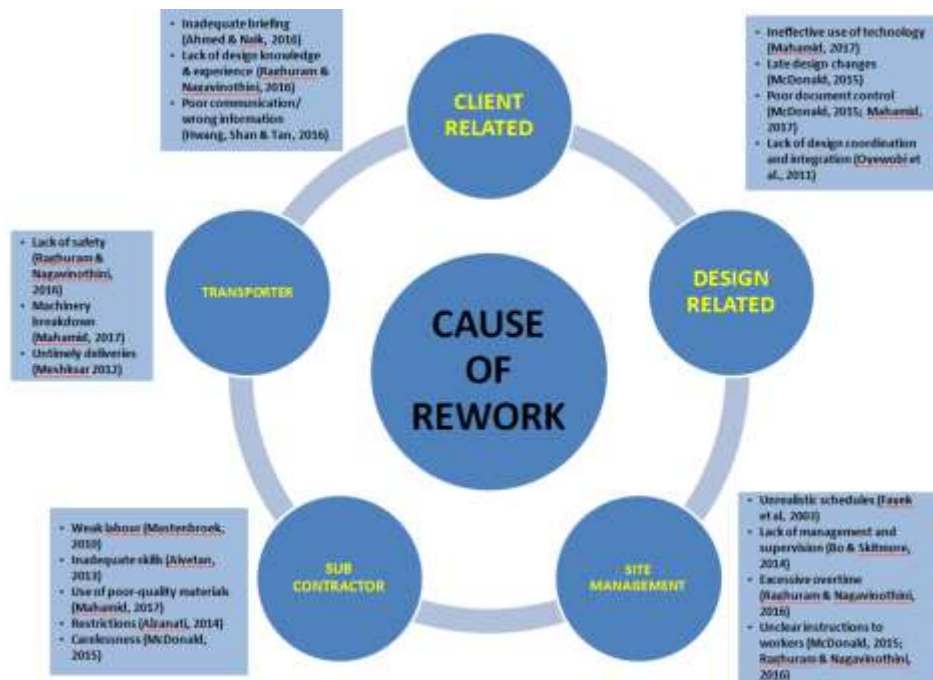 • Inadequate briefing
(Ahmed & Naik, 2016)
• Lack of design knowledge
& experience (Raghuram &
Nagavinothini, 2016)
• Poor communication/
wrong information
(Hwang, Shan & Tan, 2016)
CLIENT
RELATED
• Ineffective use of technology
(Mahamid, 2017)
• Late design changes
(McDonald, 2015)
• Poor document control
(McDonald, 2015; Mahamid,
2017)
• Lack of design coordination
and integration (Oyewobi et
al., 2011)
• Lack of safety
(Raghuram &
Nagavinothini,
2016)
• Machinery
breakdown
(Mahamid, 2017)
• Untimely deliveries
(Meshksar 2012)
TRANSPORTER
DESIGN
RELATED
CAUSE
OF
REWORK
• Weak labour (Mastenbroek,
2010)
• Inadequate skills (Aiyetan,
2013)
• Use of poor-quality materials
(Mahamid, 2017)
• Restrictions (Alzanati, 2014)
• Carelessness (McDonald,
2015)
SUB
CONTRACTOR
SITE
MANAGEMENT
• Unrealistic schedules (Fayek
et al, 2003)
• Lack of management and
supervision (Bo & Skitmore,
2014)
• Excessive overtime
(Raghuram & Nagavinothini,
2016)
• Unclear instructions to
workers (McDonald, 2015;
Raghuram & Nagavinothini,
2016)